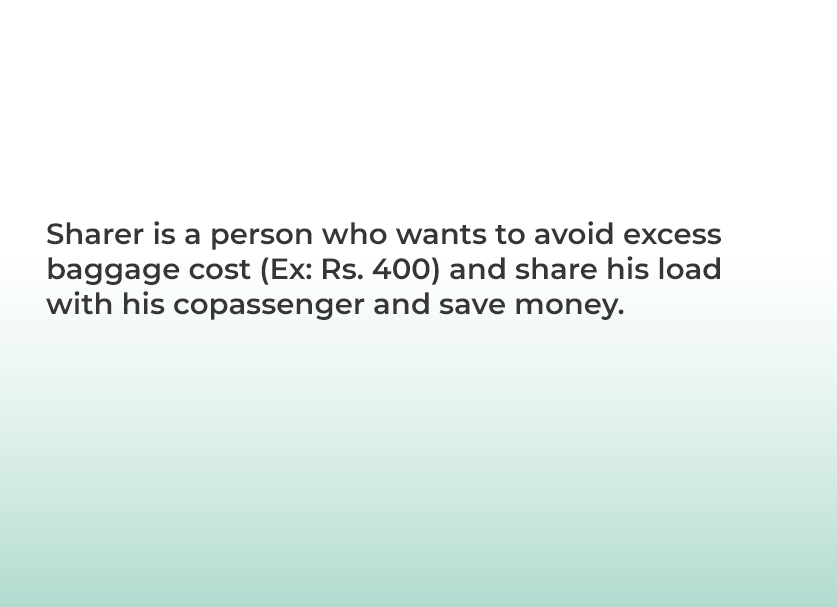 Sharer is a person who wants to avoid excess
baggage cost (Ex: Rs. 400) and share his load
with his copassenger and save money.